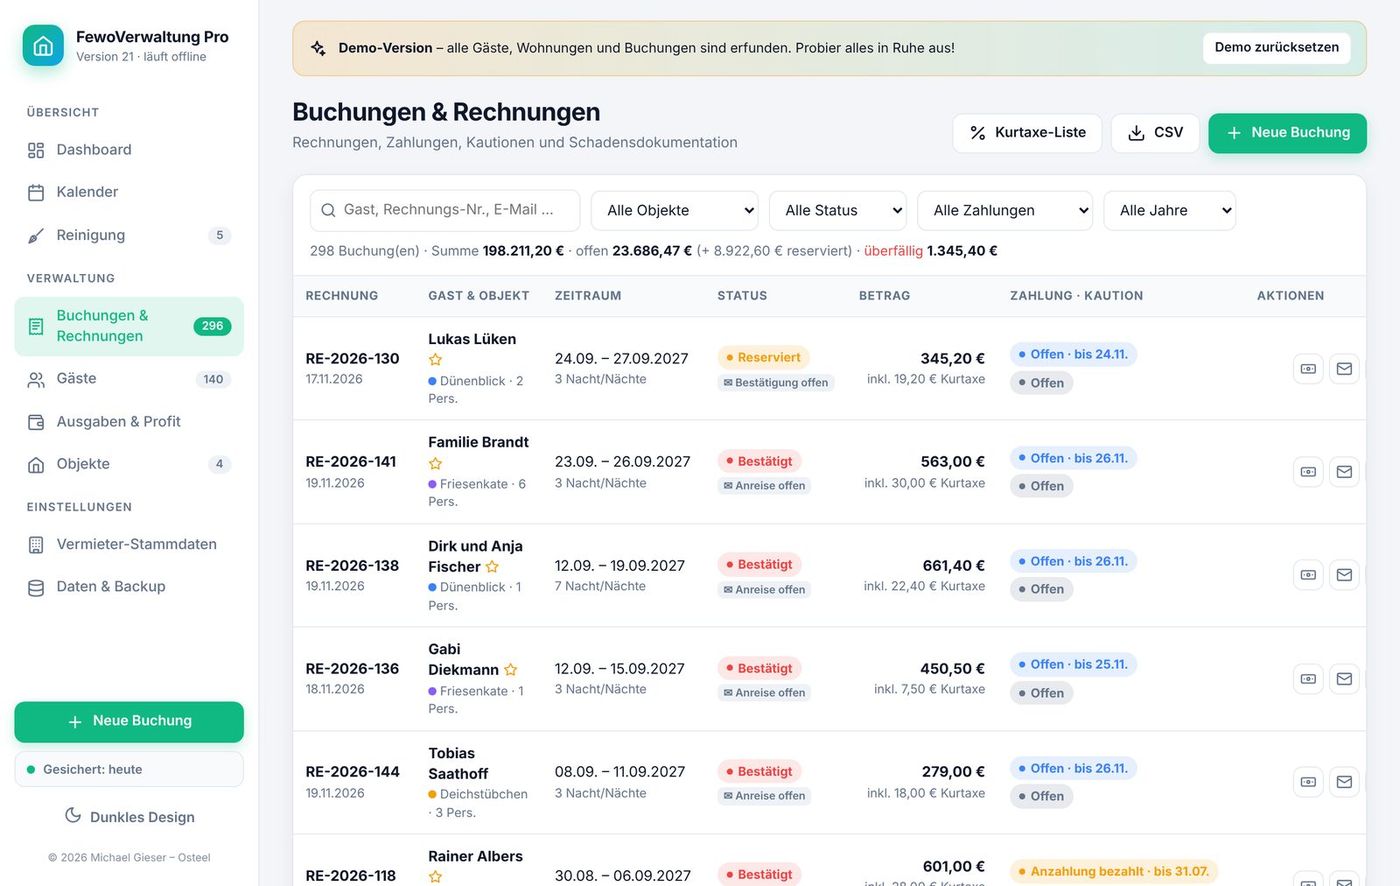 FewoVerwaltung Pro
Version 21 · läuft offline
ÜBERSICHT
Dashboard
Kalender
Reinigung 5
VERWALTUNG
Buchungen &
Rechnungen 296
Gäste 140
Ausgaben & Profit
Objekte 4
EINSTELLUNGEN
Vermieter-Stammdaten
Daten & Backup
+ Neue Buchung
Gesichert: heute
Dunkles Design
© 2026 Michael Gieser – Osteel
Demo-Version – alle Gäste, Wohnungen und Buchungen sind erfunden. Probier alles in Ruhe aus!
Demo zurücksetzen
Buchungen & Rechnungen
Rechnungen, Zahlungen, Kautionen und Schadensdokumentation
Kurtaxe-Liste
CSV
+ Neue Buchung
Gast, Rechnungs-Nr., E-Mail ...
Alle Objekte
Alle Status
Alle Zahlungen
Alle Jahre
298 Buchung(en) · Summe 198.211,20 € · offen 23.686,47 € (+ 8.922,60 € reserviert) · überfällig 1.345,40 €
RECHNUNG GAST & OBJEKT ZEITRAUM STATUS BETRAG ZAHLUNG · KAUTION AKTIONEN
RE-2026-130
17.11.2026
Lukas Lüken
Dünenblick · 2
Pers.
24.09. – 27.09.2027
3 Nacht/Nächte
Reserviert
Bestätigung offen
345,20 €
inkl. 19,20 € Kurtaxe
Offen · bis 24.11.
Offen
RE-2026-141
19.11.2026
Familie Brandt
Friesenkate · 6
Pers.
23.09. – 26.09.2027
3 Nacht/Nächte
Bestätigt
Anreise offen
563,00 €
inkl. 30,00 € Kurtaxe
Offen · bis 26.11.
Offen
RE-2026-138
19.11.2026
Dirk und Anja
Fischer
Dünenblick · 1
Pers.
12.09. – 19.09.2027
7 Nacht/Nächte
Bestätigt
Anreise offen
661,40 €
inkl. 22,40 € Kurtaxe
Offen · bis 26.11.
Offen
RE-2026-136
18.11.2026
Gabi
Diekmann
Friesenkate · 1
Pers.
12.09. – 15.09.2027
3 Nacht/Nächte
Bestätigt
Anreise offen
450,50 €
inkl. 7,50 € Kurtaxe
Offen · bis 25.11.
Offen
RE-2026-144
19.11.2026
Tobias
Saathoff
Deichstübchen
· 3 Pers.
08.09. – 11.09.2027
3 Nacht/Nächte
Bestätigt
Anreise offen
279,00 €
inkl. 18,00 € Kurtaxe
Offen · bis 26.11.
Offen
RE-2026-118
Rainer Albers
30.08. – 06.09.2027
Bestätigt
601,00 €
Anzahlung bezahlt · bis 31.07.